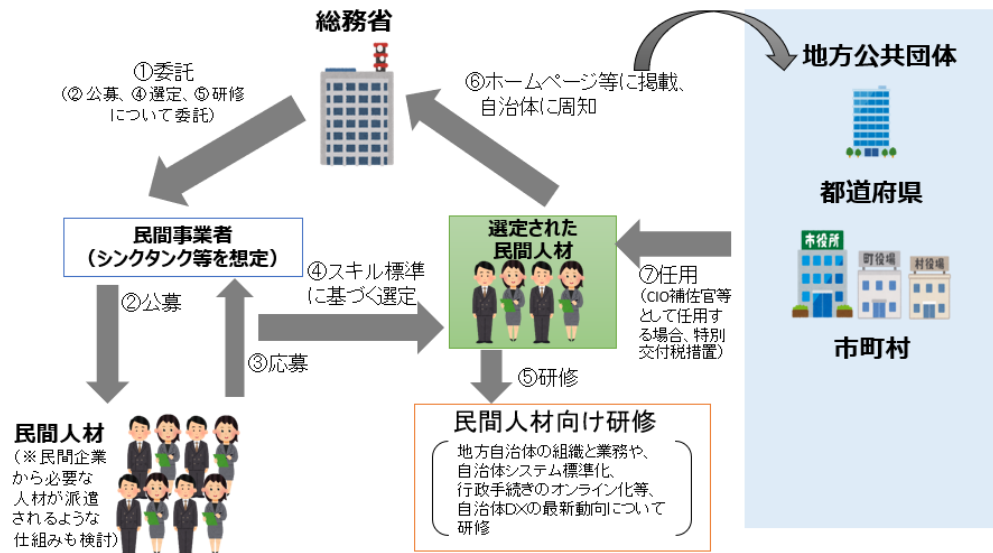 総務省
①委託
(②公募、④選定、⑤研修
について委託)
⑥ホームページ等に掲載、
自治体に周知
地方公共団体
都道府県
市役所
町役場
村役場
市町村
民間事業者
(シンクタンク等を想定)
選定された
民間人材
②公募
③応募
④スキル標準
に基づく選定
⑤研修
⑦任用
(CIO補佐官等
として任用す
る場合、特別
交付税措置)
民間人材
(※民間企業
から必要な
人材が派遣
されるような
仕組みも検討)
民間人材向け研修
地方自治体の組織と業務や、
自治体システム標準化、
行政手続きのオンライン化等、
自治体DXの最新動向について
研修